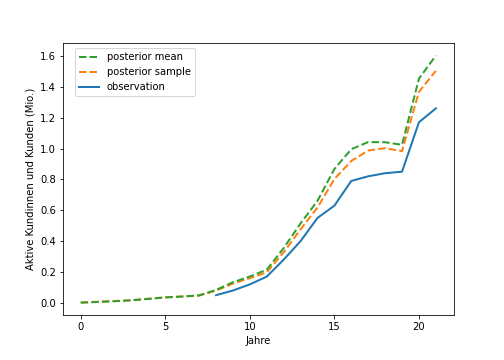 posterior mean
posterior sample
observation
Aktive Kundinnen und Kunden (Mio.)
1.6
1.4
1.2
1.0
0.8
0.6
0.4
0.2
0.0
0 5 10 15 20
Jahre